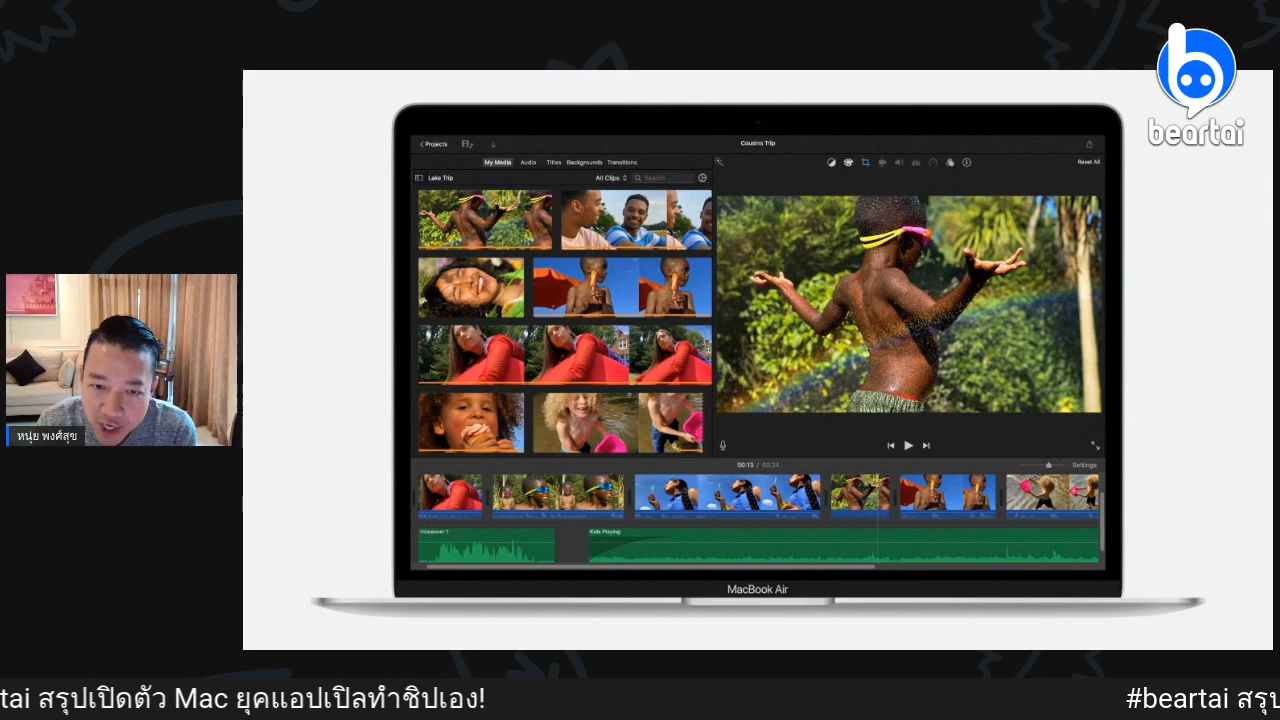 beartai
Projects
Cousins Trip
My Media
Audio
Titles
Backgrounds
Transitions
Reset All
Lake Trip
All Clips
Search
หนุ่ย พงศ์สุข
00:13 / 00:24
Settings
Voiceover 1
Kids Playing
MacBook Air
tai สรุปเปิดตัว Mac ยุคแอปเปิลทำชิปเอง!
#beartai สรุป